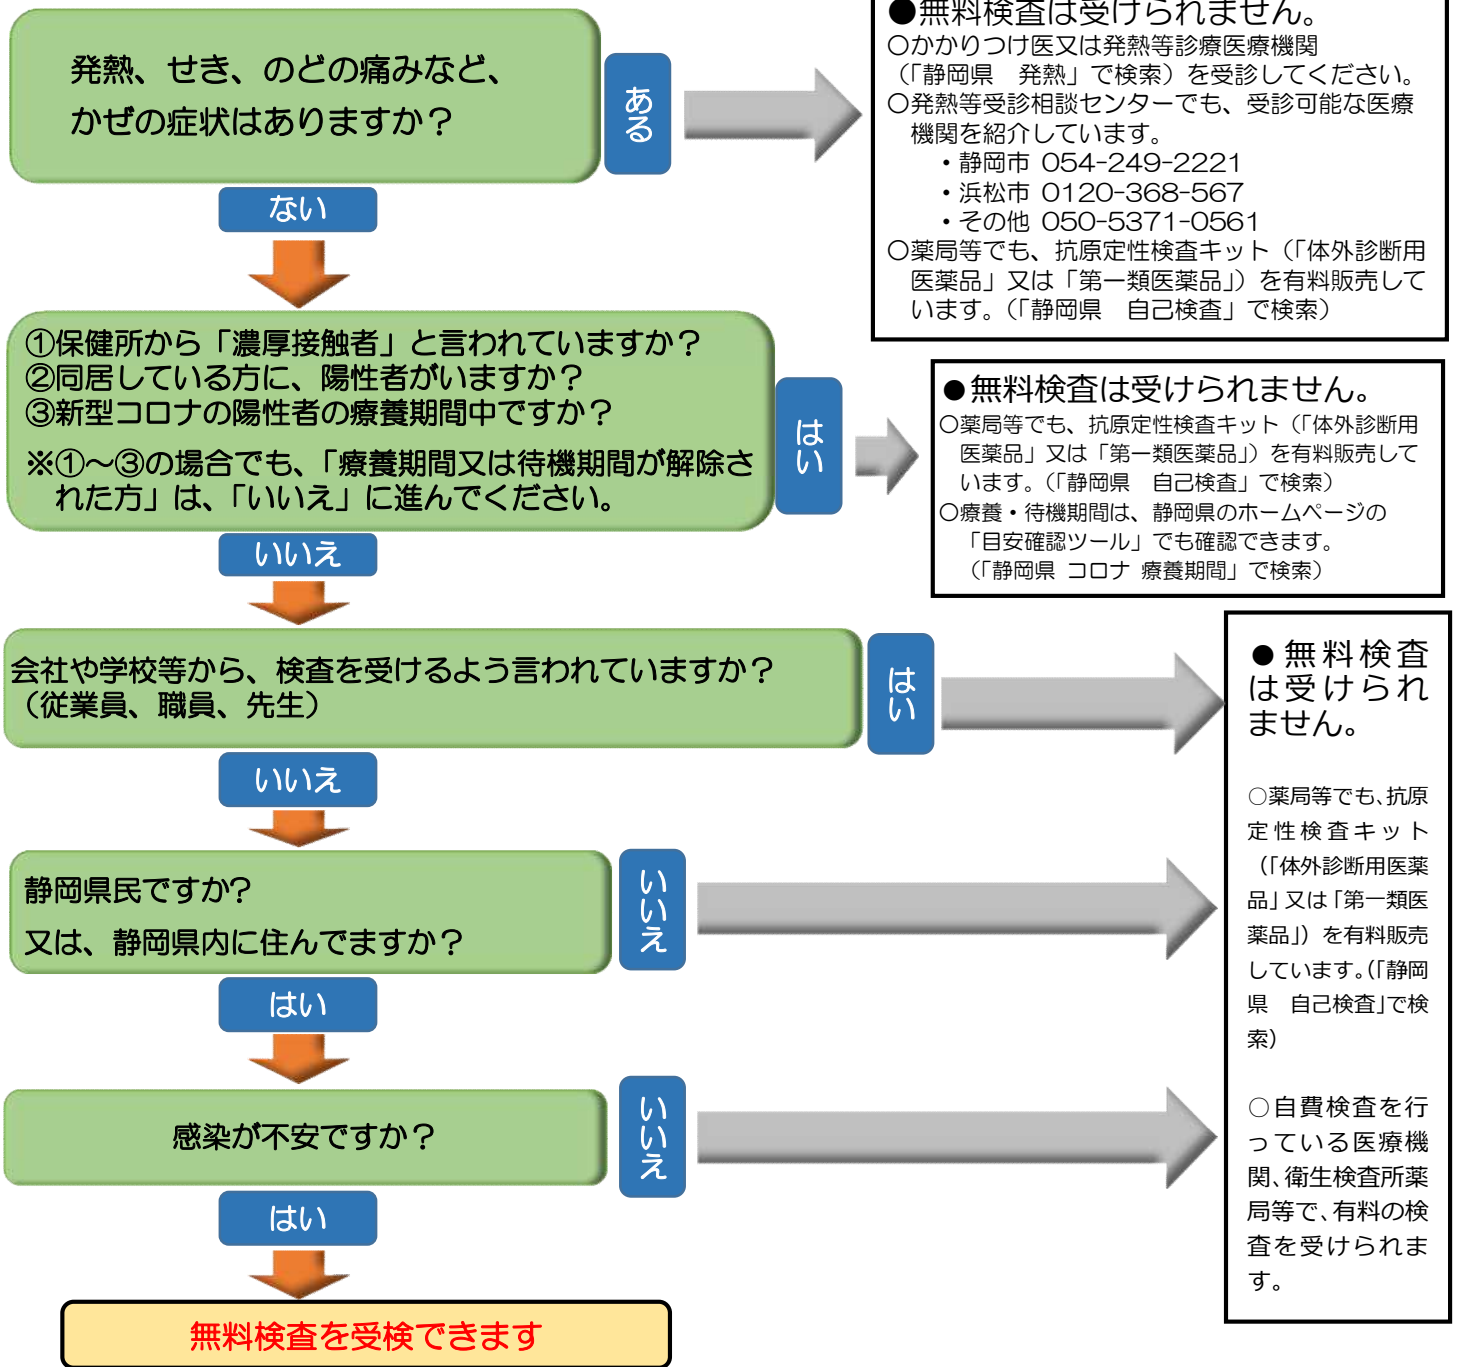 ●無料検査は受けられません。
〇かかりつけ医又は発熱等診療医療機関
（「静岡県　発熱」で検索）を受診してください。
〇発熱等受診相談センターでも、受診可能な医療
機関を紹介しています。
・静岡市 054-249-2221
・浜松市 0120-368-567
・その他 050-5371-0561
〇薬局等でも、抗原定性検査キット（「体外診断用
医薬品」又は「第一類医薬品」）を有料販売して
います。（「静岡県　自己検査」で検索）
発熱、せき、のどの痛みなど、
かぜの症状はありますか？
ある
ない
①保健所から「濃厚接触者」と言われていますか？
②同居している方に、陽性者がいますか？
③新型コロナの陽性者の療養期間中ですか？
※①～③の場合でも、「療養期間又は待機期間が解除さ
れた方」は、「いいえ」に進んでください。
はい
●無料検査は受けられません。
〇薬局等でも、抗原定性検査キット（「体外診断用
医薬品」又は「第一類医薬品」）を有料販売して
います。（「静岡県　自己検査」で検索）
〇療養・待機期間は、静岡県のホームページの
「目安確認ツール」でも確認できます。
（「静岡県 コロナ 療養期間」で検索）
いいえ
会社や学校等から、検査を受けるよう言われていますか？
（従業員、職員、先生）
はい
いいえ
静岡県民ですか？
又は、静岡県内に住んでますか？
いいえ
はい
感染が不安ですか？
いいえ
はい
無料検査を受検できます
●無料検査
は受けられ
ません。
○薬局等でも、抗原
定性検査キット
（「体外診断用医薬
品」又は「第一類医
薬品」）を有料販売
しています。（「静岡
県　自己検査」で検
索）
○自費検査を行
っている医療機
関、衛生検査所薬
局等で、有料の検
査を受けられま
す。